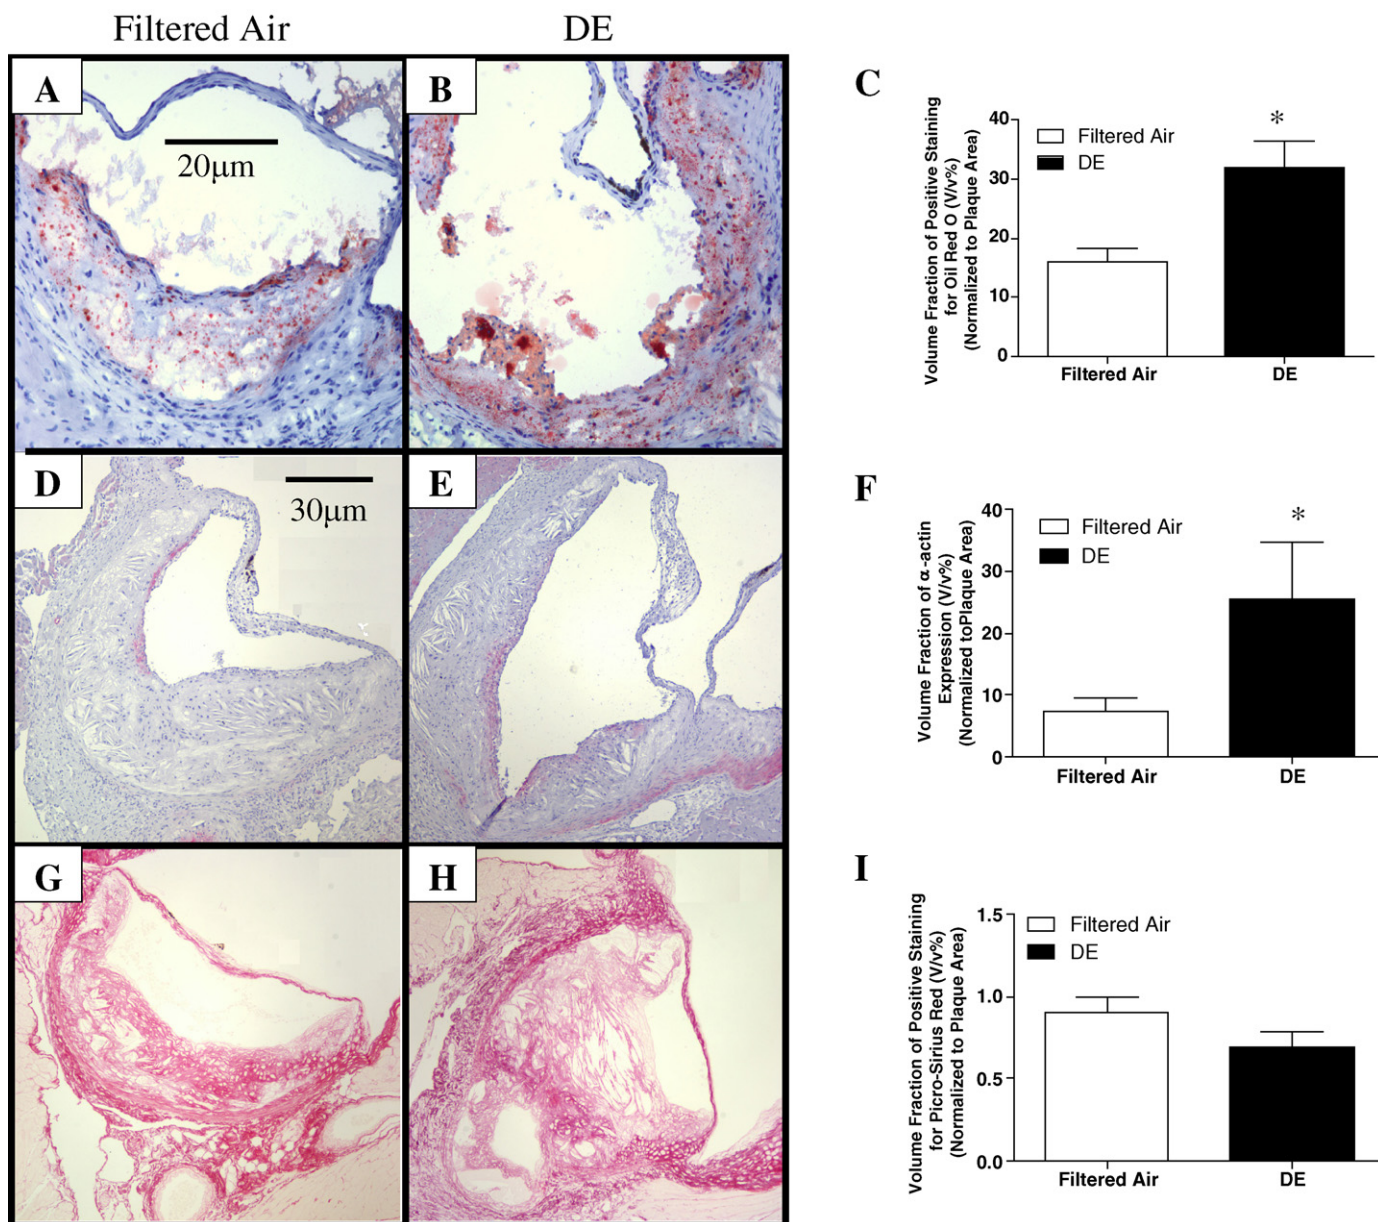 Filtered Air
DE
A
20μm
B
C
Volume Fraction of Positive Staining
for Oil Red O (V/v%)
(Normalized to Plaque Area)
40
30
20
10
0
Filtered Air
DE
*
Filtered Air
DE
D
30μm
E
F
Volume Fraction of α-actin
Expression (V/v%)
(Normalized toPlaque Area)
40
30
20
10
0
Filtered Air
DE
*
Filtered Air
DE
G
H
I
Volume Fraction of Positive Staining
for Picro-Sirius Red (V/v%)
(Normalized to Plaque Area)
1.5
1.0
0.5
0.0
Filtered Air
DE
Filtered Air
DE